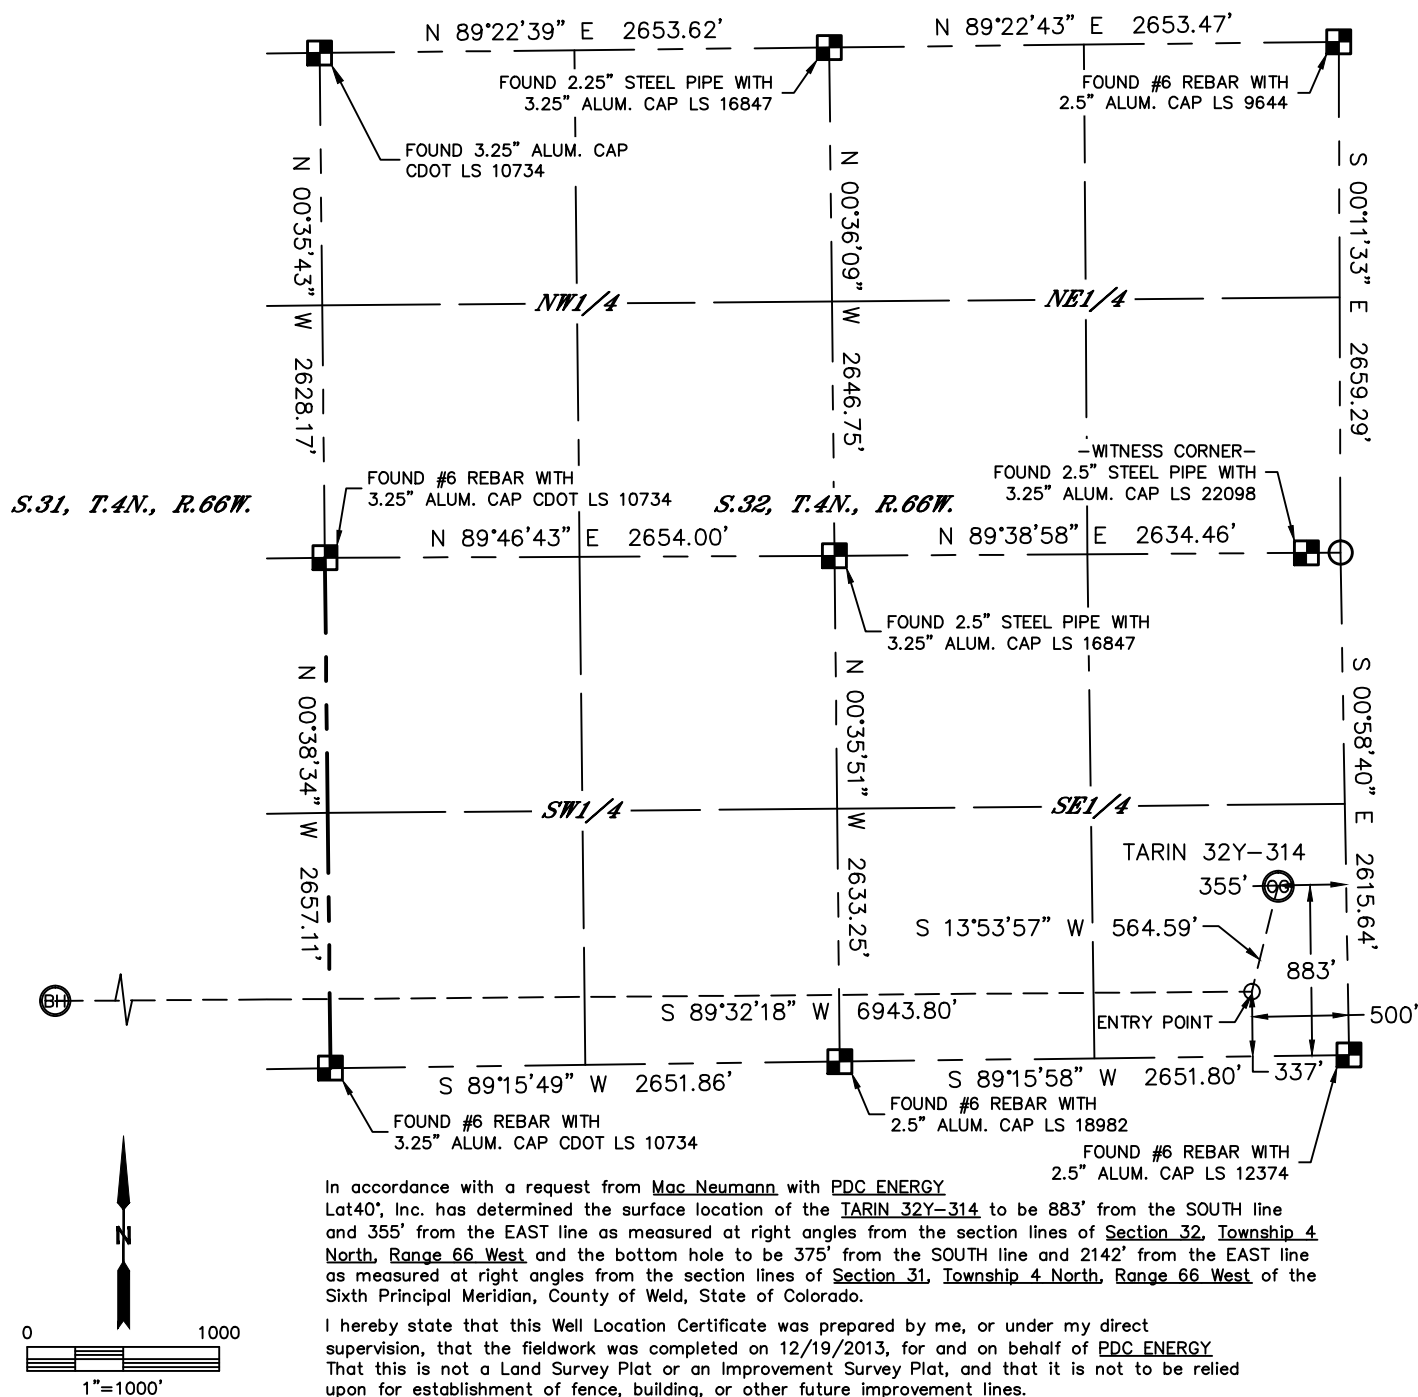 N 89°22'39" E 2653.62'
N 89°22'43" E 2653.47'
FOUND 2.25" STEEL PIPE WITH
3.25" ALUM. CAP LS 16847
FOUND #6 REBAR WITH
2.5" ALUM. CAP LS 9644
FOUND 3.25" ALUM. CAP
CDOT LS 10734
N 00°35'43" W 2628.17'
N 00°36'09" W 2646.75'
S 00°11'33" E 2659.29'
NW1/4
NE1/4
-WITNESS CORNER-
FOUND 2.5" STEEL PIPE WITH
3.25" ALUM. CAP LS 22098
FOUND #6 REBAR WITH
3.25" ALUM. CAP CDOT LS 10734
S.31, T.4N., R.66W.
S.32, T.4N., R.66W.
N 89°46'43" E 2654.00'
N 89°38'58" E 2634.46'
FOUND 2.5" STEEL PIPE WITH
3.25" ALUM. CAP LS 16847
N 00°38'34" W 2657.11'
N 00°35'51" W 2633.25'
S 00°58'40" E 2615.64'
SW1/4
SE1/4
TARIN 32Y-314
355'
OG
S 13°53'57" W 564.59'
883'
BH
S 89°32'18" W 6943.80'
ENTRY POINT
500'
337'
S 89°15'49" W 2651.86'
S 89°15'58" W 2651.80'
FOUND #6 REBAR WITH
3.25" ALUM. CAP CDOT LS 10734
FOUND #6 REBAR WITH
2.5" ALUM. CAP LS 18982
FOUND #6 REBAR WITH
2.5" ALUM. CAP LS 12374
N
0 1000
1"=1000'
In accordance with a request from Mac Neumann with PDC ENERGY
Lat40°, Inc. has determined the surface location of the TARIN 32Y-314 to be 883' from the SOUTH line
and 355' from the EAST line as measured at right angles from the section lines of Section 32, Township 4
North, Range 66 West and the bottom hole to be 375' from the SOUTH line and 2142' from the EAST line
as measured at right angles from the section lines of Section 31, Township 4 North, Range 66 West of the
Sixth Principal Meridian, County of Weld, State of Colorado.
I hereby state that this Well Location Certificate was prepared by me, or under my direct
supervision, that the fieldwork was completed on 12/19/2013, for and on behalf of PDC ENERGY
That this is not a Land Survey Plat or an Improvement Survey Plat, and that it is not to be relied
upon for establishment of fence, building, or other future improvement lines.